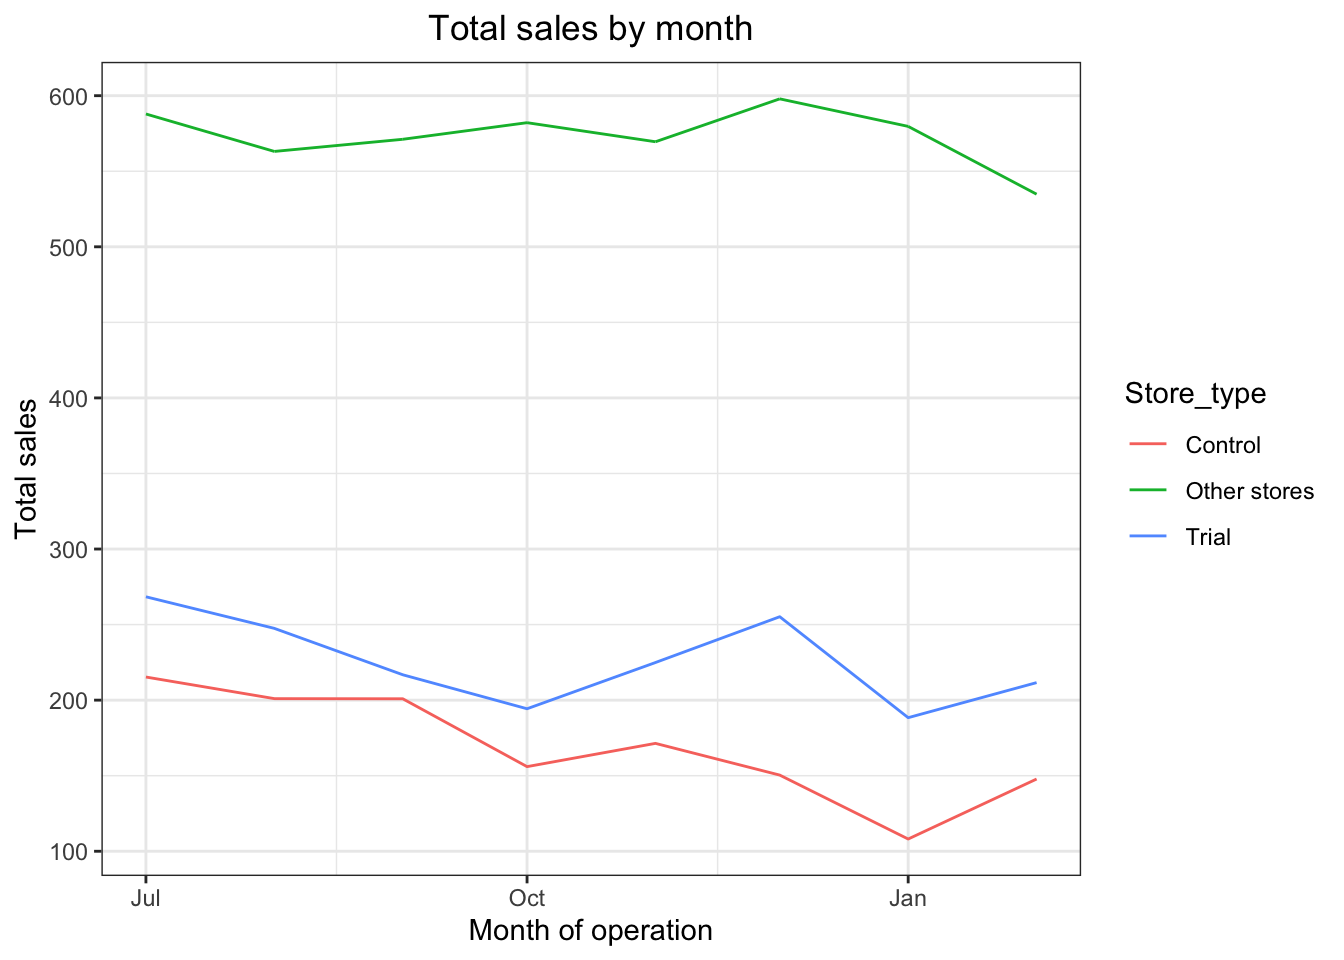 Total sales by month
Total sales
600
500
400
300
200
100
Jul
Oct
Jan
Month of operation
Store_type
Control
Other stores
Trial